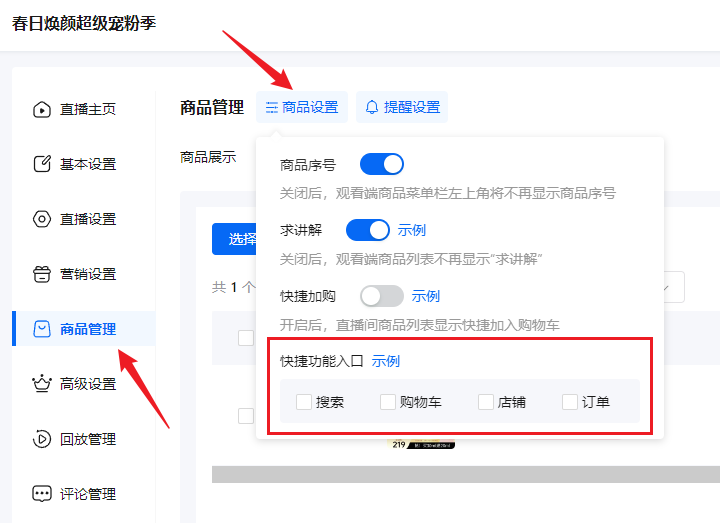 春日焕颜超级宠粉季
直播主页
基本设置
直播设置
营销设置
商品管理
高级设置
回放管理
评论管理
商品管理 商品设置 提醒设置
商品展示
选择
共 1 个
商品序号
关闭后，观看端商品菜单栏左上角将不再显示商品序号
求讲解 示例
关闭后，观看端商品列表不再显示“求讲解”
快捷加购 示例
开启后，直播间商品列表显示快捷加入购物车
快捷功能入口 示例
搜索 购物车 店铺 订单
219